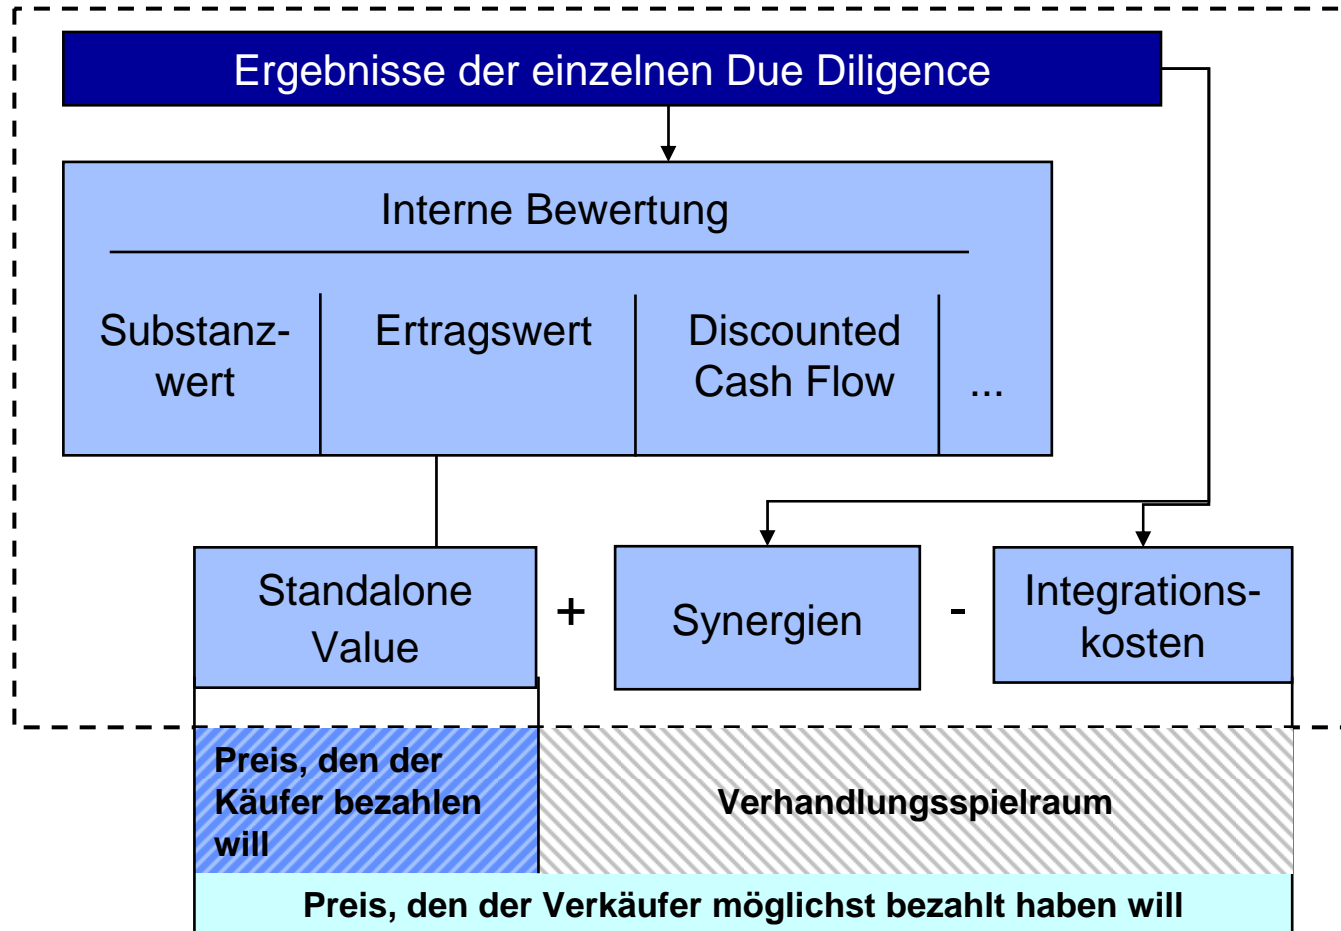 Ergebnisse der einzelnen Due Diligence
Interne Bewertung
Substanz-
wert
Ertragswert
Discounted
Cash Flow
...
Standalone
Value
+
Synergien
-
Integrations-
kosten
Preis, den der
Käufer bezahlen
will
Verhandlungsspielraum
Preis, den der Verkäufer möglichst bezahlt haben will